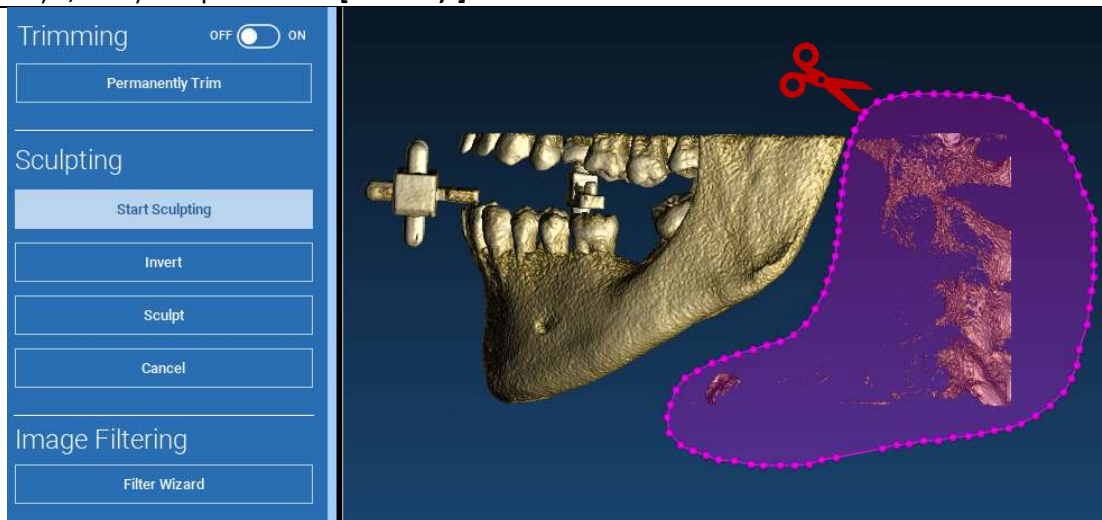 Trimming OFF ON
Permanently Trim
Sculpting
Start Sculpting
Invert
Sculpt
Cancel
Image Filtering
Filter Wizard